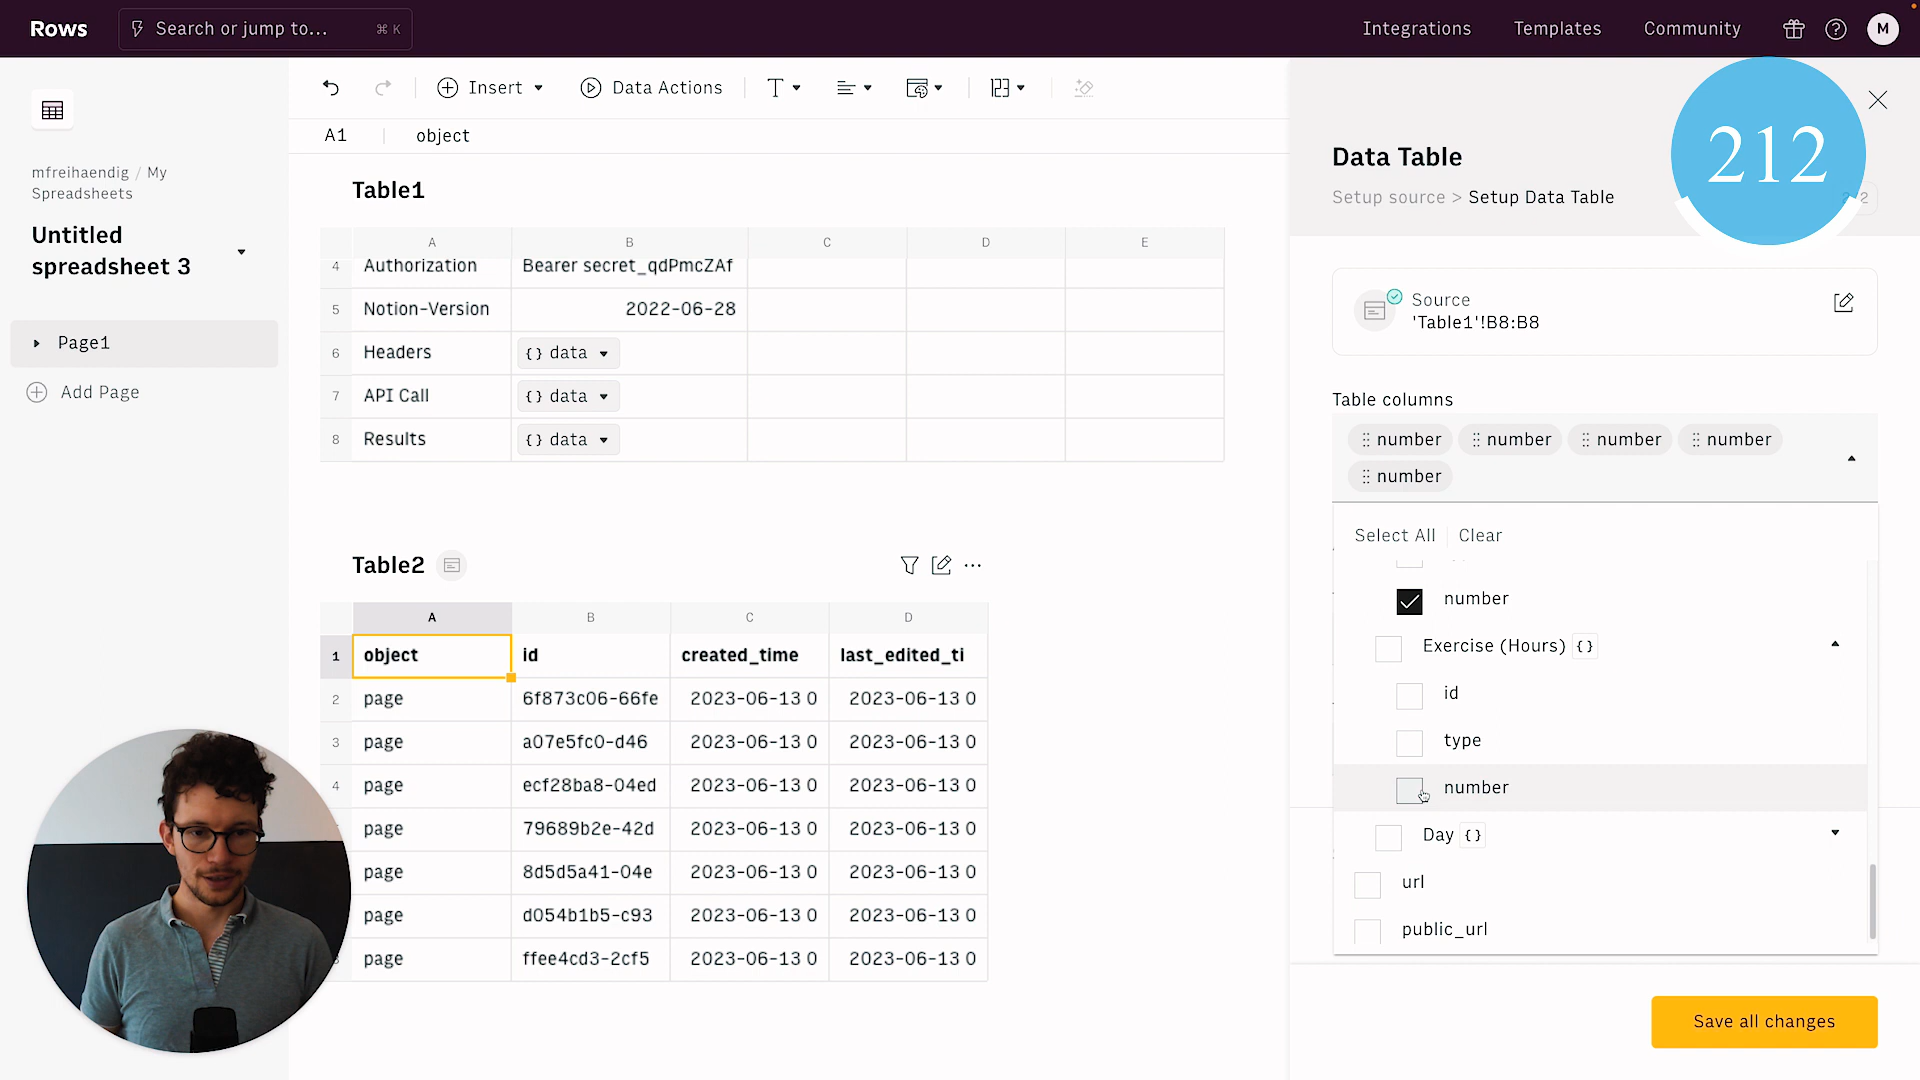 Rows
Search or jump to...
⌘ K
Integrations
Templates
Community
M
mfreihaendig / My
Spreadsheets
Untitled
spreadsheet 3
Page1
Add Page
Insert
Data Actions
A1
object
Table1
A B C D E
4 Authorization Bearer secret_qdPmcZAf
5 Notion-Version 2022-06-28
6 Headers {} data
7 API Call {} data
8 Results {} data
Table2
A B C D
1 object id created_time last_edited_ti
2 page 6f873c06-66fe 2023-06-13 0 2023-06-13 0
3 page a07e5fc0-d46 2023-06-13 0 2023-06-13 0
4 page ecf28ba8-04ed 2023-06-13 0 2023-06-13 0
page 79689b2e-42d 2023-06-13 0 2023-06-13 0
page 8d5d5a41-04e 2023-06-13 0 2023-06-13 0
page d054b1b5-c93 2023-06-13 0 2023-06-13 0
page ffee4cd3-2cf5 2023-06-13 0 2023-06-13 0
212
Data Table
Setup source > Setup Data Table
Source
'Table1'!B8:B8
Table columns
number number number number
number
Select All Clear
number
Exercise (Hours) {}
id
type
number
Day {}
url
public_url
Save all changes